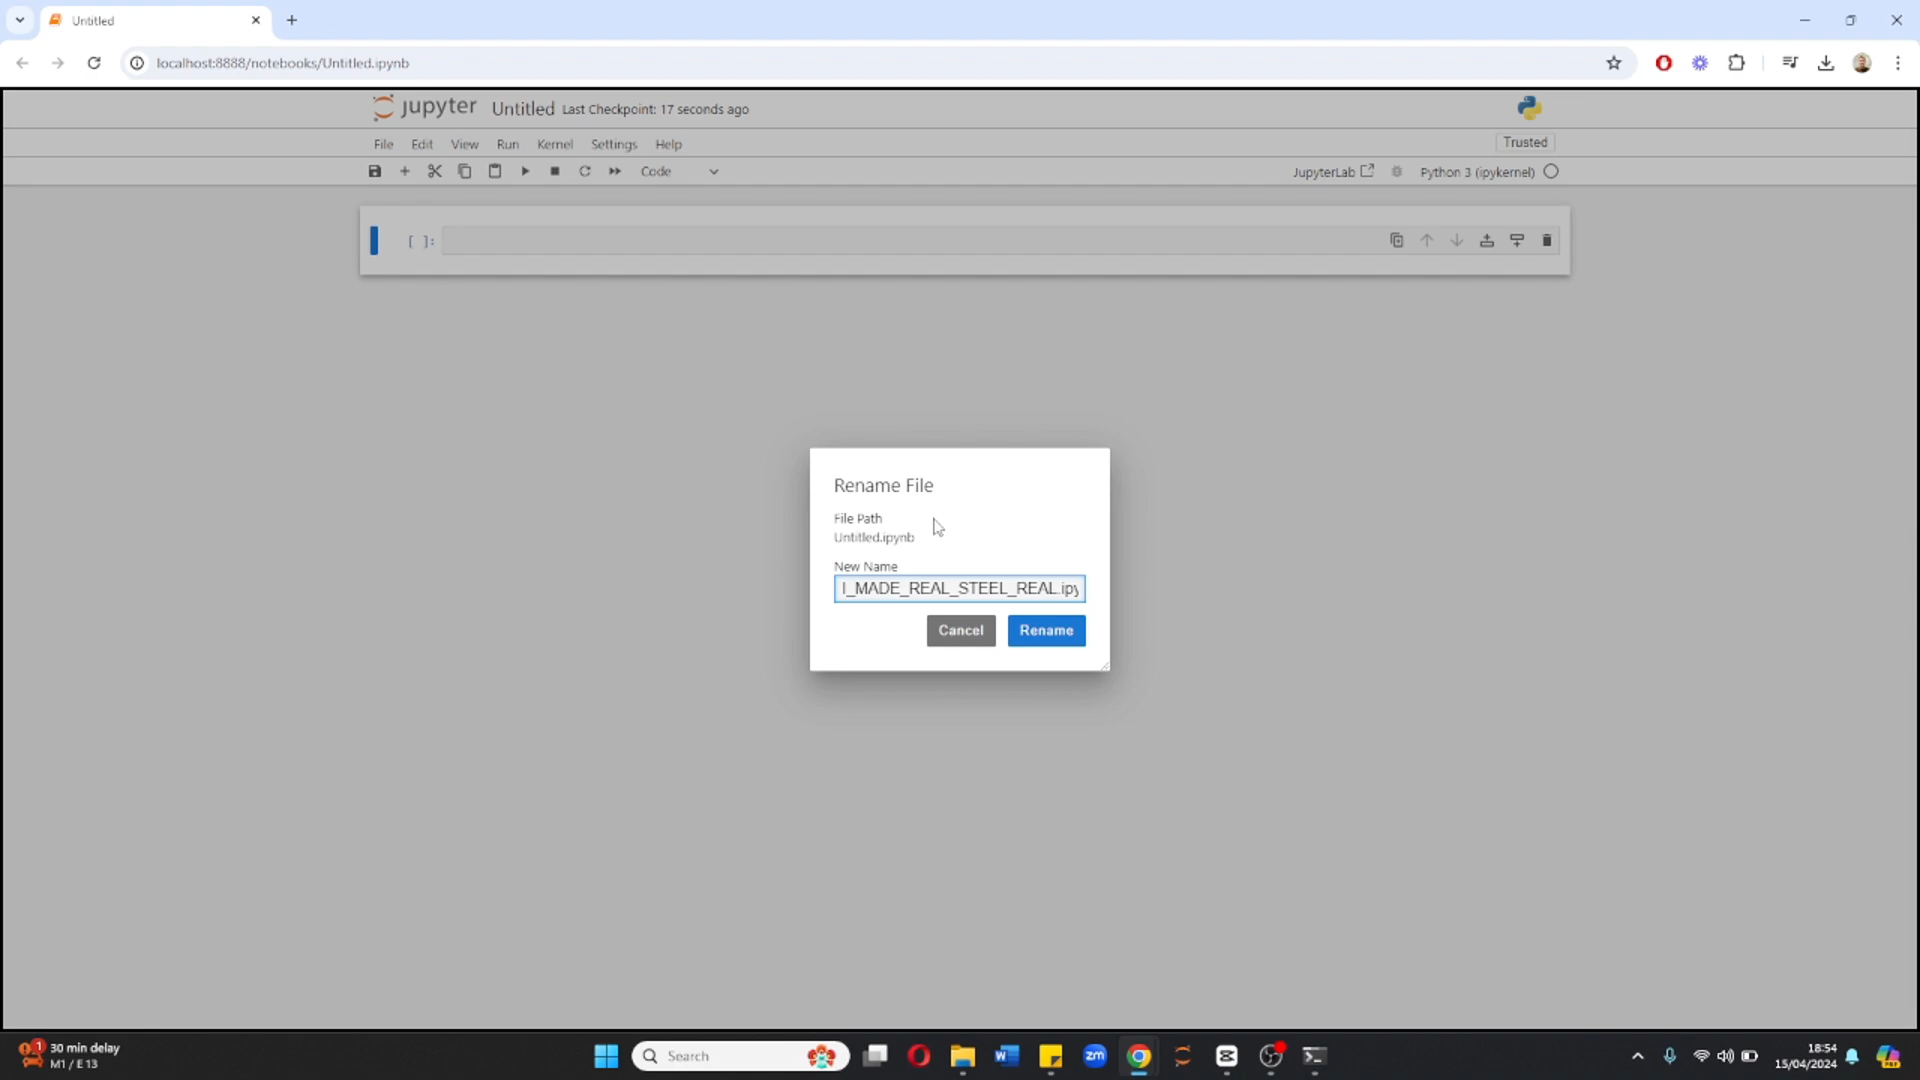 Untitled
localhost:8888/notebooks/Untitled.ipynb
jupyter Untitled Last Checkpoint: 17 seconds ago
File Edit View Run Kernel Settings Help
Trusted
Code
JupyterLab
Python 3 (ipykernel)
[ ]:
Rename File
File Path
Untitled.ipynb
New Name
I_MADE_REAL_STEEL_REAL.ipy
Cancel
Rename
1
30 min delay
M1 / E13
Search
zm
18:54
15/04/2024